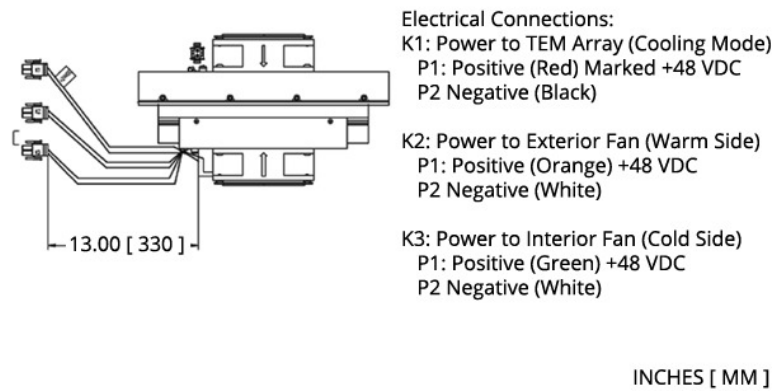 Electrical Connections:
K1: Power to TEM Array (Cooling Mode)
P1: Positive (Red) Marked +48 VDC
P2 Negative (Black)
K2: Power to Exterior Fan (Warm Side)
P1: Positive (Orange) +48 VDC
P2 Negative (White)
K3: Power to Interior Fan (Cold Side)
P1: Positive (Green) +48 VDC
P2 Negative (White)
13.00 [ 330 ]
INCHES [ MM ]